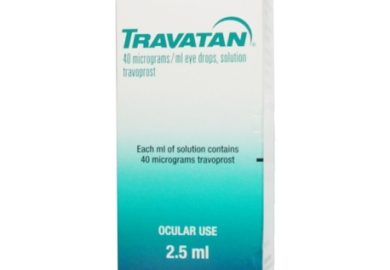 TRAVATAN®
40 micrograms/ml eye drops, solution
travoprost
Each ml of solution contains
40 micrograms travoprost
OCULAR USE
2.5 ml